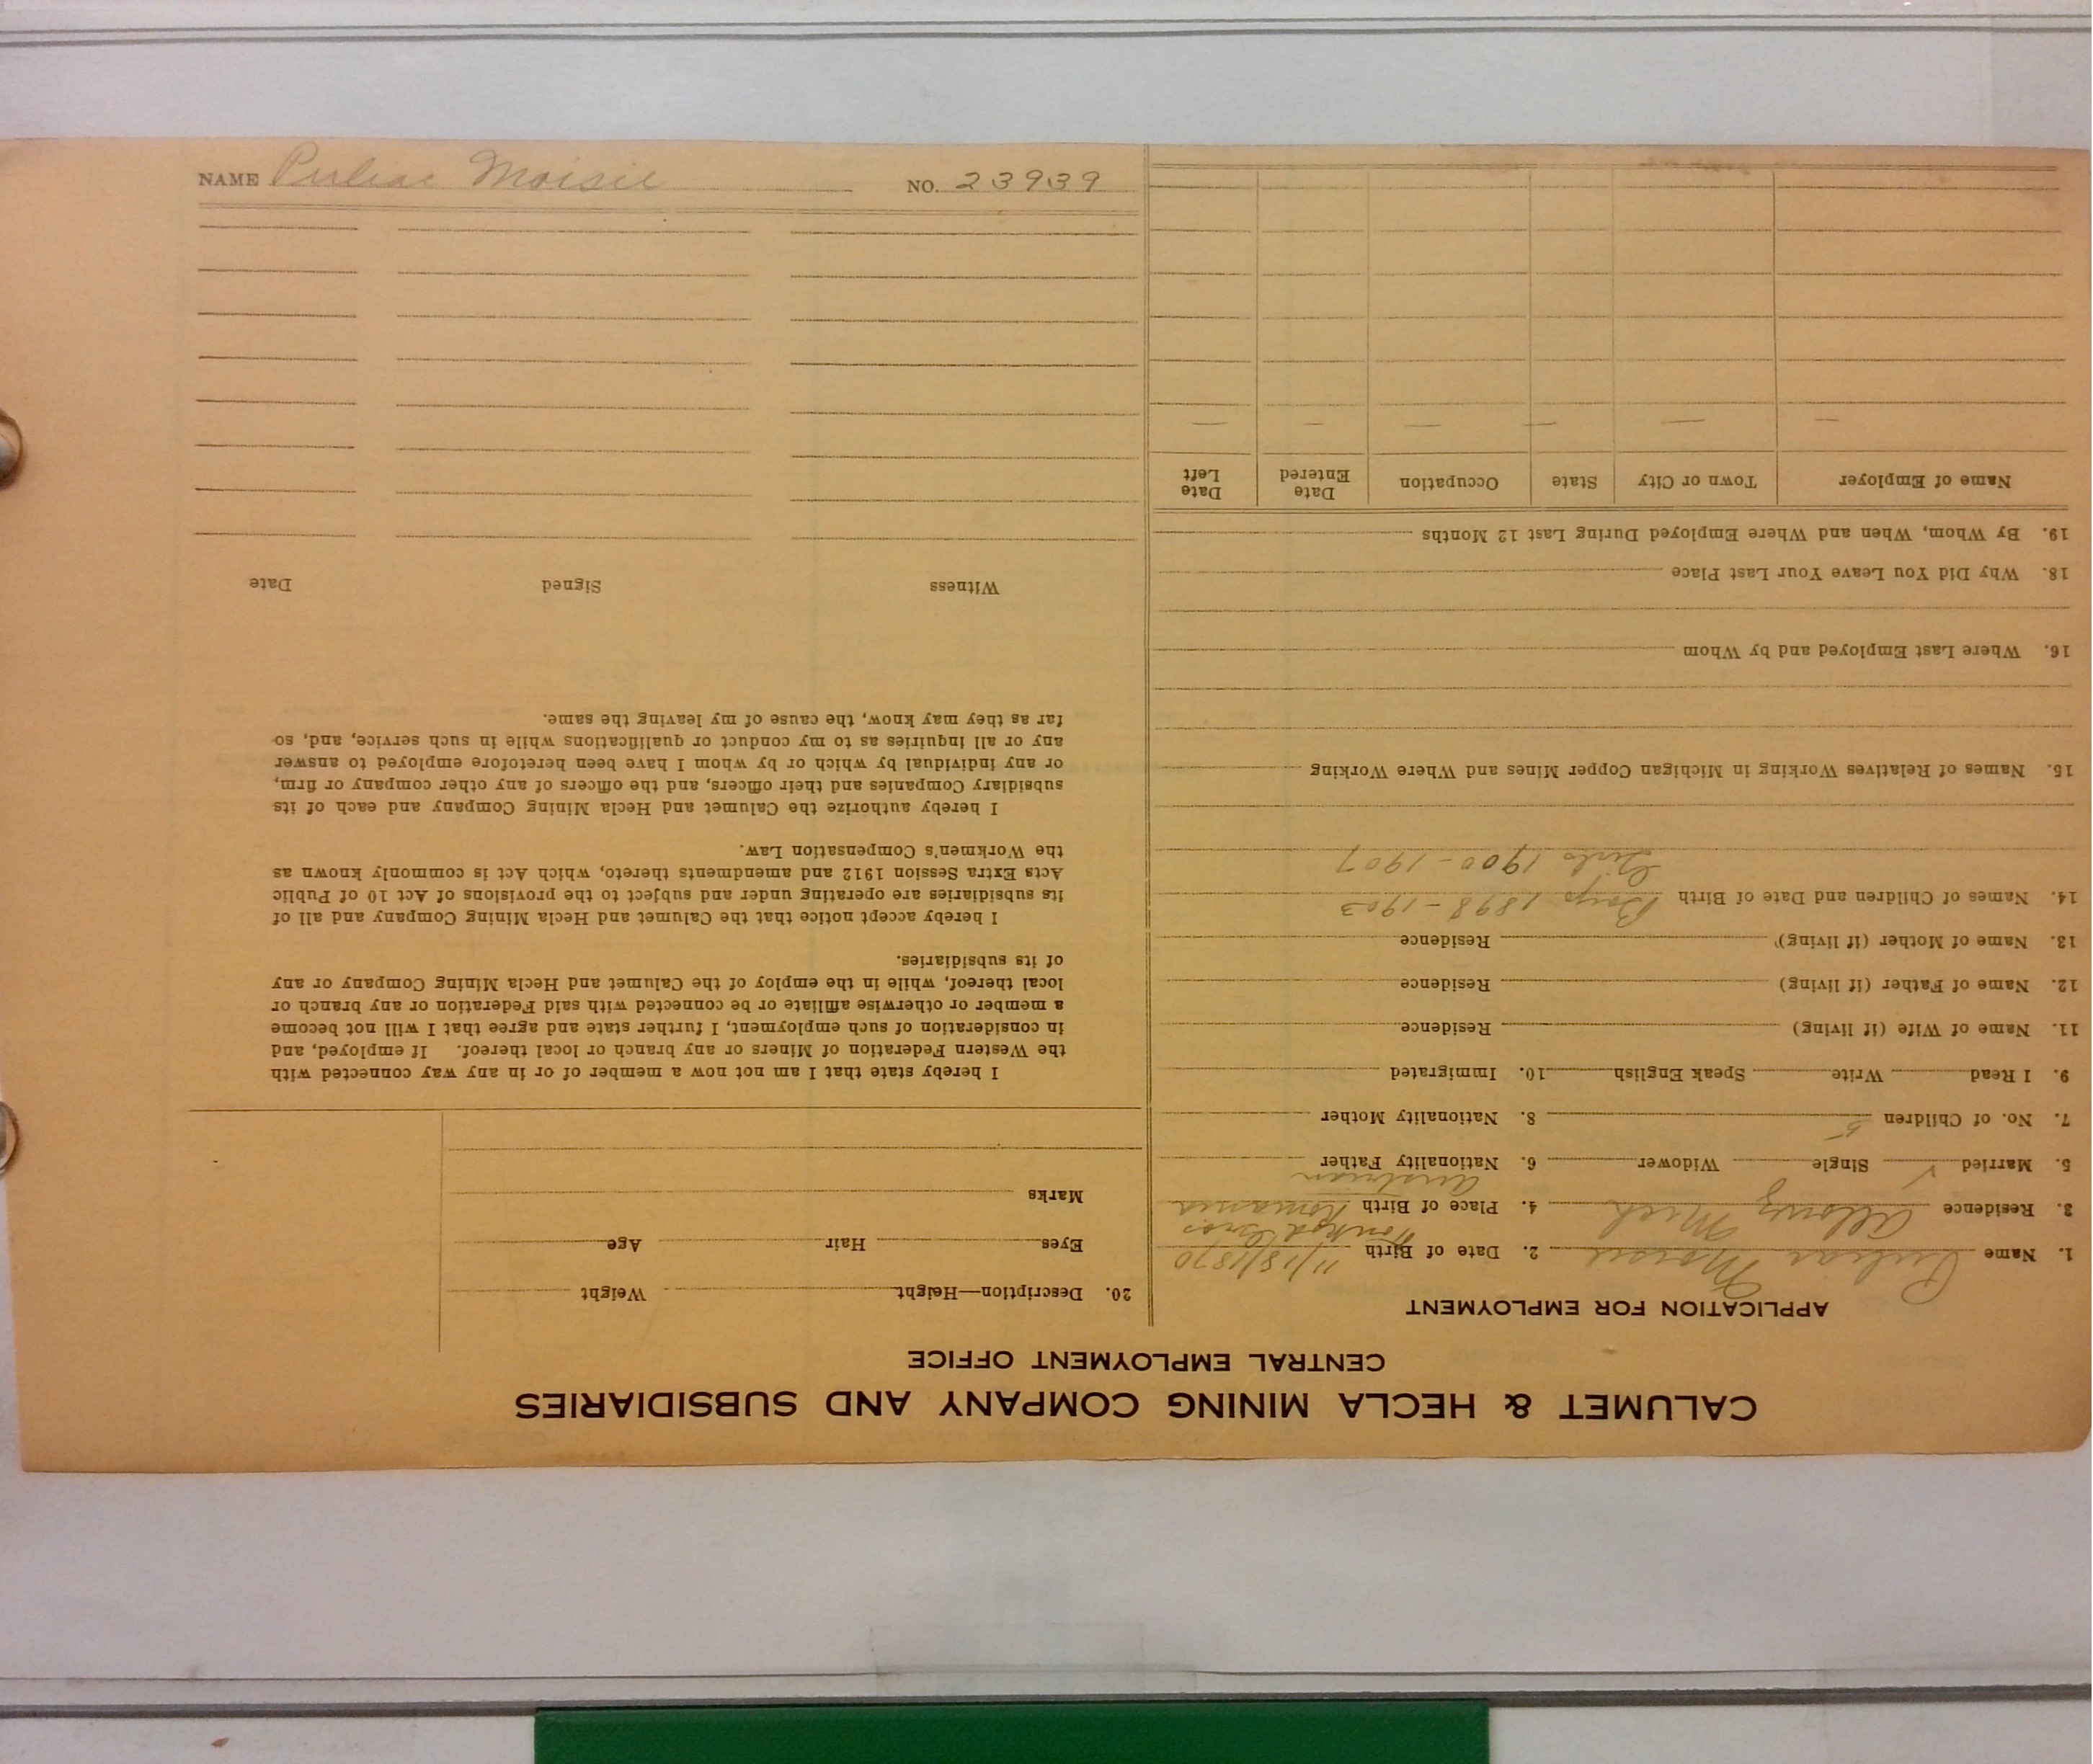 NAME Puliac Moisie NO. 23939
CALUMET & HECLA MINING COMPANY AND SUBSIDIARIES
CENTRAL EMPLOYMENT OFFICE
APPLICATION FOR EMPLOYMENT
1. Name Puliac Moisie 2. Date of Birth 11/18/1870
3. Residence Allouez Mich 4. Place of Birth Romania
Austrian
5. Married ✓ Single Widower 6. Nationality Father
7. No. of Children 5 8. Nationality Mother
9. I Read Write Speak English 10. Immigrated
11. Name of Wife (if living) Residence
12. Name of Father (if living) Residence
13. Name of Mother (if living) Residence
14. Names of Children and Date of Birth Boys 1898-1903
Girls 1900-1907
15. Names of Relatives Working in Michigan Copper Mines and Where Working
16. Where Last Employed and by Whom
18. Why Did You Leave Your Last Place
19. By Whom, When and Where Employed During Last 12 Months
Name of Employer Town or City State Occupation Date Entered Date Left
— — — — — —
20. Description—Height Weight
Eyes Hair Age
Marks
I hereby state that I am not now a member of or in any way connected with
the Western Federation of Miners or any branch or local thereof. If employed, and
in consideration of such employment, I further state and agree that I will not become
a member or otherwise affiliate or be connected with said Federation or any branch or
local thereof, while in the employ of the Calumet and Hecla Mining Company or any
of its subsidiaries.
I hereby accept notice that the Calumet and Hecla Mining Company and all of
its subsidiaries are operating under and subject to the provisions of Act 10 of Public
Acts Extra Session 1912 and amendments thereto, which Act is commonly known as
the Workmen's Compensation Law.
I hereby authorize the Calumet and Hecla Mining Company and each of its
subsidiary Companies and their officers, and the officers of any other company or firm,
or any individual by which or by whom I have been heretofore employed to answer
any or all inquiries as to my conduct or qualifications while in such service, and, so
far as they may know, the cause of my leaving the same.
Witness Signed Date